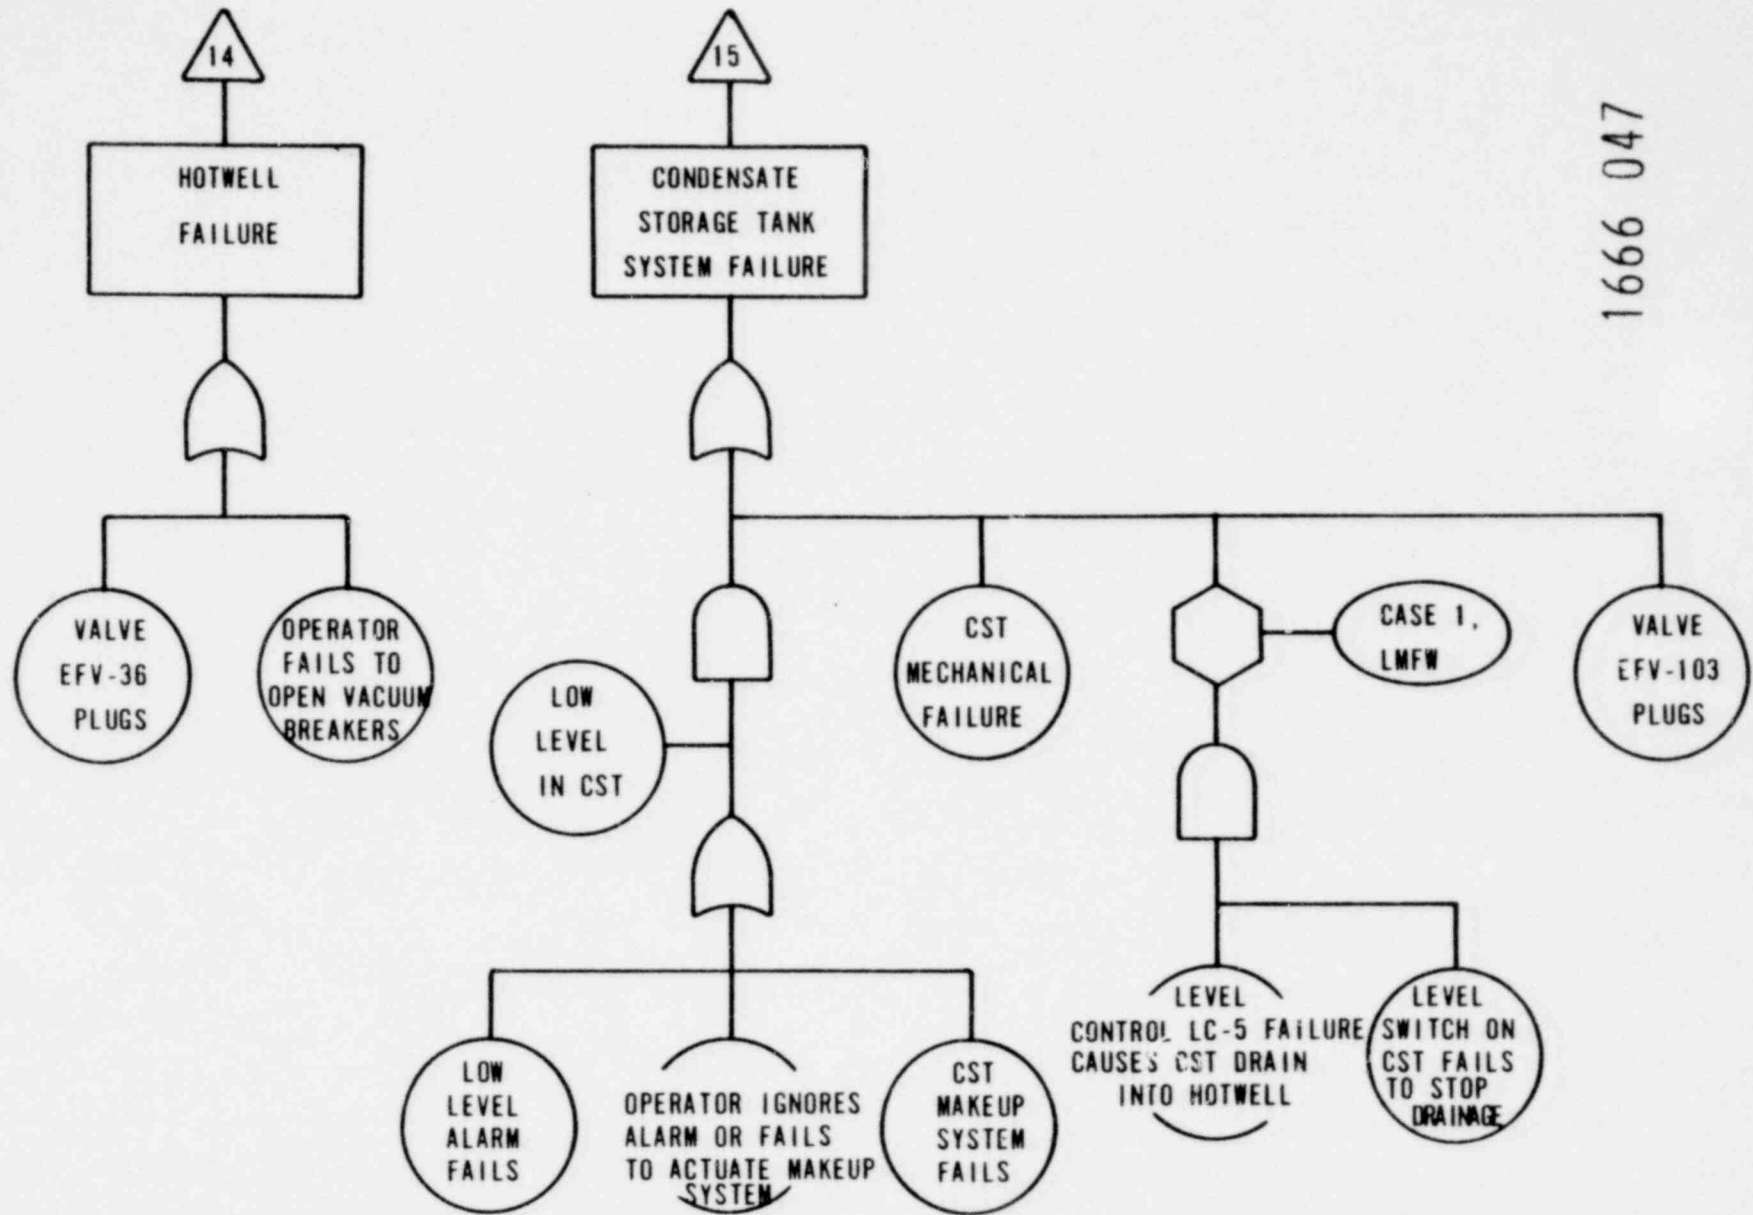 14
15
1666 047
HOTWELL
FAILURE
CONDENSATE
STORAGE TANK
SYSTEM FAILURE
VALVE
EFV-36
PLUGS
OPERATOR
FAILS TO
OPEN VACUUM
BREAKERS
LOW
LEVEL
IN CST
CST
MECHANICAL
FAILURE
CASE 1,
LMFW
VALVE
EFV-103
PLUGS
LOW
LEVEL
ALARM
FAILS
OPERATOR IGNORES
ALARM OR FAILS
TO ACTUATE MAKEUP
SYSTEM
CST
MAKEUP
SYSTEM
FAILS
LEVEL
CONTROL LC-5 FAILURE
CAUSES CST DRAIN
INTO HOTWELL
LEVEL
SWITCH ON
CST FAILS
TO STOP
DRAINAGE